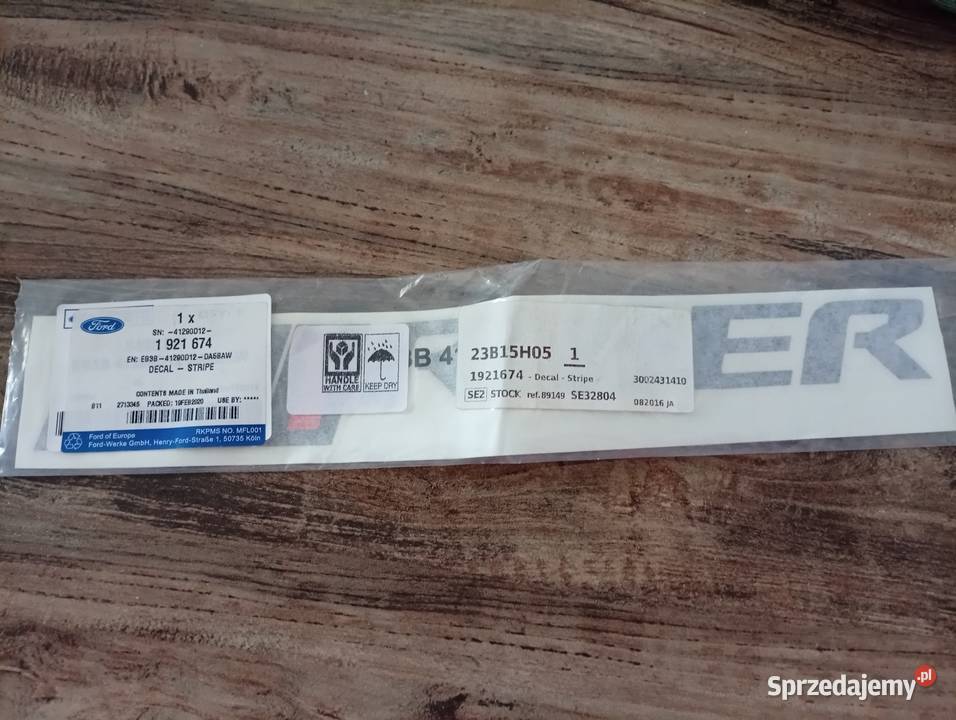 Ford
1 x
SN: -41290D12-
1 921 674
EN: EB3B-41290D12-DA5BAW
DECAL - STRIPE
CONTENTS MADE IN Thailand
811 2713345 PACKED: 19FEB2020 USE BY: *****
RKPMS NO. MFL001
Ford of Europe
Ford-Werke GmbH, Henry-Ford-Straße 1, 50735 Köln
HANDLE
WITH CARE
KEEP DRY
3B 41
23B15H05 1
1921674 - Decal - Stripe 3002431410
SE2 STOCK ref.89149 SE32804
082016 JA
ER
Sprzedajemy.pl